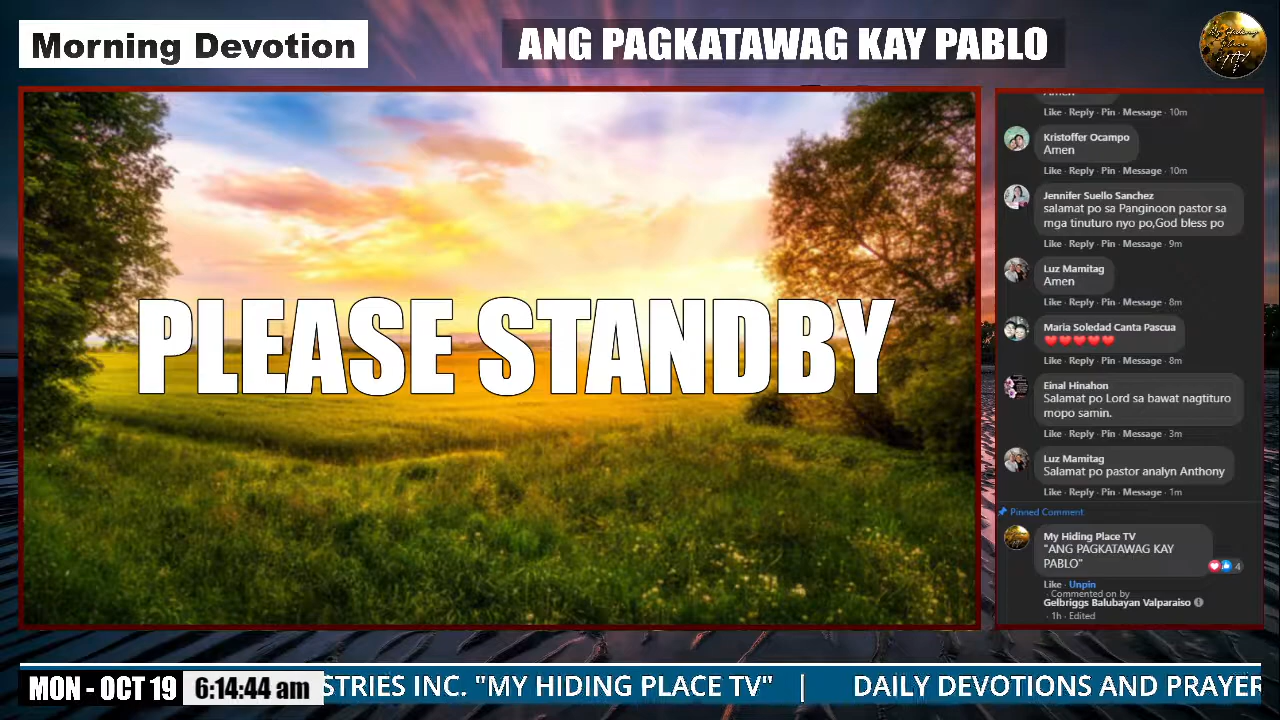 Morning Devotion
ANG PAGKATAWAG KAY PABLO
My Hiding
Place
TV
PLEASE STANDBY
Amen
Like · Reply · Pin · Message · 10m
Kristoffer Ocampo
Amen
Like · Reply · Pin · Message · 10m
Jennifer Suello Sanchez
salamat po sa Panginoon pastor sa
mga tinuturo nyo po,God bless po
Like · Reply · Pin · Message · 9m
Luz Mamitag
Amen
Like · Reply · Pin · Message · 8m
Maria Soledad Canta Pascua
Like · Reply · Pin · Message · 8m
Einal Hinahon
Salamat po Lord sa bawat nagtituro
mopo samin.
Like · Reply · Pin · Message · 3m
Luz Mamitag
Salamat po pastor analyn Anthony
Like · Reply · Pin · Message · 1m
Pinned Comment
My Hiding Place TV
"ANG PAGKATAWAG KAY
PABLO"
4
Like · Unpin
· Commented on by
Gelbriggs Balubayan Valparaiso
· 1h · Edited
MON - OCT 19 6:14:44 am STRIES INC. "MY HIDING PLACE TV" | DAILY DEVOTIONS AND PRAYER